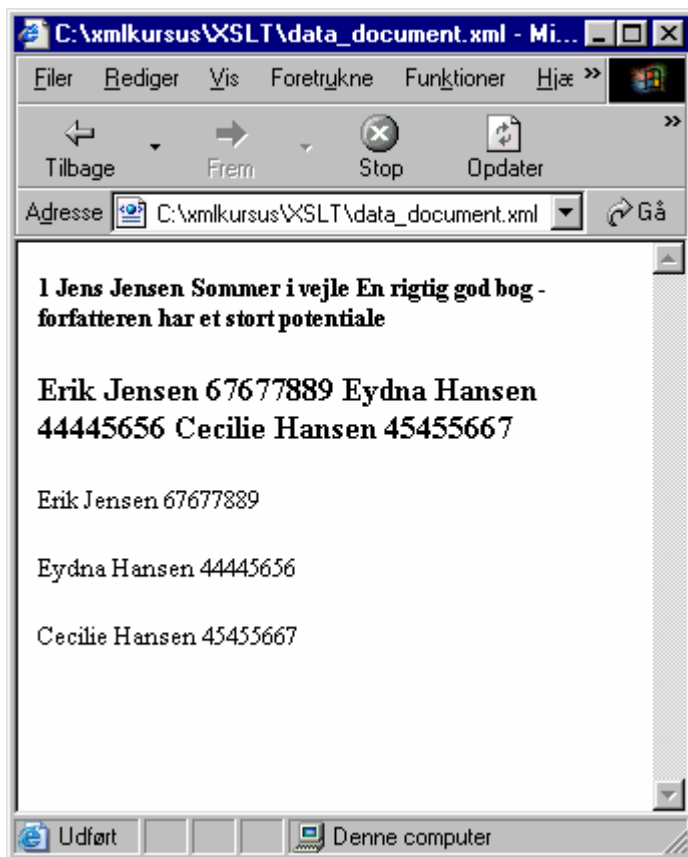 C:\xmlkursus\XSLT\data_document.xml - Mi...
Filer Rediger Vis Foretrukne Funktioner Hjæ »
Tilbage Frem Stop Opdater »
Adresse C:\xmlkursus\XSLT\data_document.xml Gå
1 Jens Jensen Sommer i vejle En rigtig god bog -
forfatteren har et stort potentiale
Erik Jensen 67677889 Eydna Hansen
44445656 Cecilie Hansen 45455667
Erik Jensen 67677889
Eydna Hansen 44445656
Cecilie Hansen 45455667
Udført Denne computer